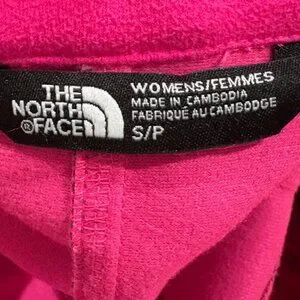 THE
NORTH
®FACE
WOMENS/FEMMES
MADE IN CAMBODIA
FABRIQUÉ AU CAMBODGE
S/P